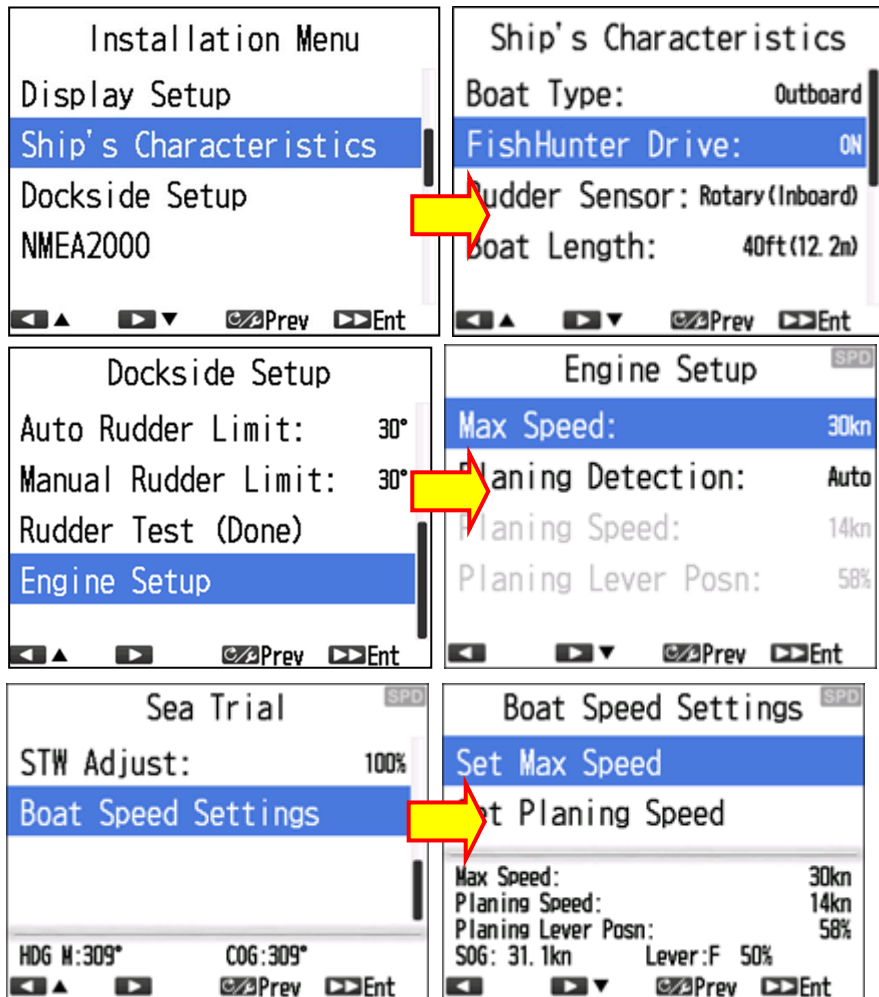 Installation Menu
Display Setup
Ship's Characteristics
Dockside Setup
NMEA2000
◀ ▲ ▶ ▼ Prev ▶▶ Ent
Ship's Characteristics
Boat Type: Outboard
FishHunter Drive: ON
Rudder Sensor: Rotary(Inboard)
Boat Length: 40ft(12.2m)
◀ ▲ ▶ ▼ Prev ▶▶ Ent
Dockside Setup
Auto Rudder Limit: 30°
Manual Rudder Limit: 30°
Rudder Test (Done)
Engine Setup
◀ ▲ ▶ Prev ▶▶ Ent
Engine Setup SPD
Max Speed: 30kn
Planing Detection: Auto
Planing Speed: 14kn
Planing Lever Posn: 58%
◀ ▶ ▼ Prev ▶▶ Ent
Sea Trial SPD
STW Adjust: 100%
Boat Speed Settings
HDG M:309° COG:309°
◀ ▲ ▶ Prev ▶▶ Ent
Boat Speed Settings SPD
Set Max Speed
Set Planing Speed
Max Speed: 30kn
Planing Speed: 14kn
Planing Lever Posn: 58%
SOG: 31.1kn Lever:F 50%
◀ ▶ ▼ Prev ▶▶ Ent